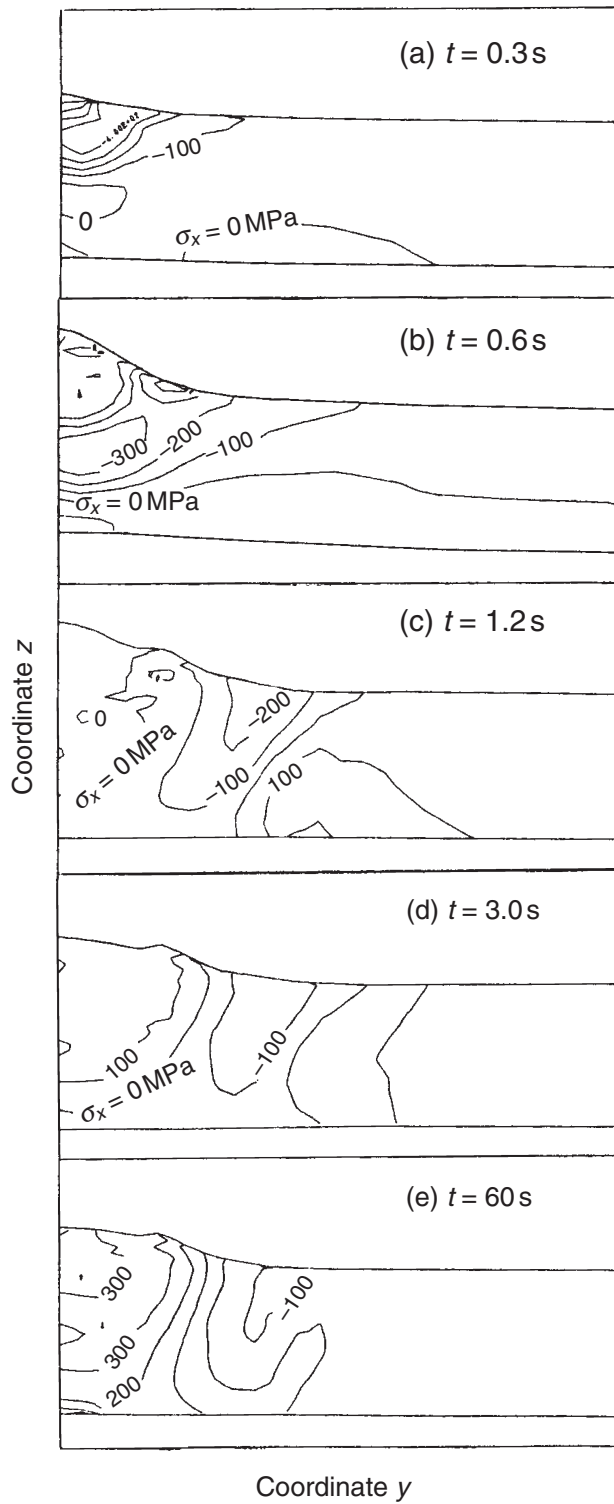 (a) t = 0.3 s
−100
0
σx = 0 MPa
(b) t = 0.6 s
−300
−200
−100
σx = 0 MPa
(c) t = 1.2 s
0
σx = 0 MPa
−200
−100
100
(d) t = 3.0 s
100
σx = 0 MPa
−100
(e) t = 60 s
300
300
200
−100
Coordinate z
Coordinate y